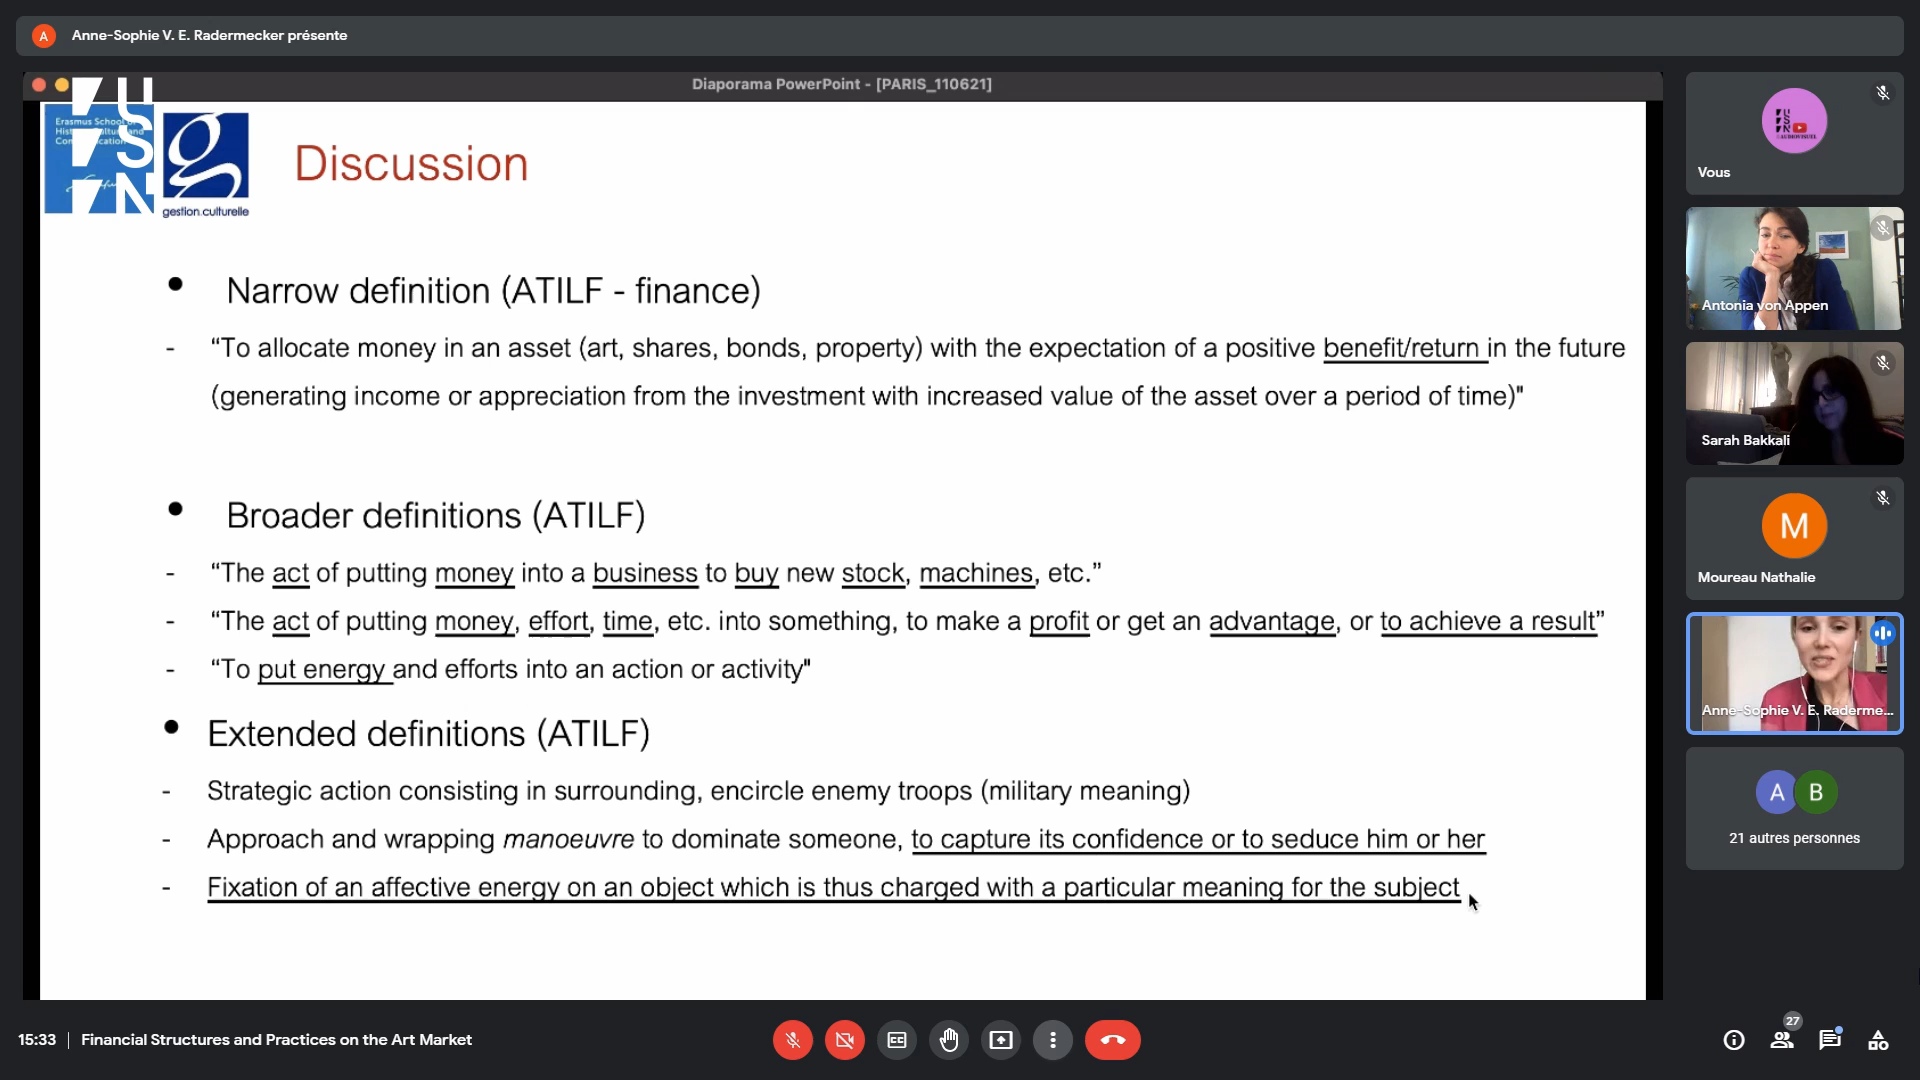 A
Anne-Sophie V. E. Radermecker présente
Diaporama PowerPoint - [PARIS_110621]
Erasmus School of
USN
gestion.culturelle
Discussion
• Narrow definition (ATILF - finance)
- “To allocate money in an asset (art, shares, bonds, property) with the expectation of a positive benefit/return in the future
(generating income or appreciation from the investment with increased value of the asset over a period of time)"
• Broader definitions (ATILF)
- “The act of putting money into a business to buy new stock, machines, etc.”
- “The act of putting money, effort, time, etc. into something, to make a profit or get an advantage, or to achieve a result”
- “To put energy and efforts into an action or activity"
• Extended definitions (ATILF)
- Strategic action consisting in surrounding, encircle enemy troops (military meaning)
- Approach and wrapping manoeuvre to dominate someone, to capture its confidence or to seduce him or her
- Fixation of an affective energy on an object which is thus charged with a particular meaning for the subject
Vous
Antonia von Appen
Sarah Bakkali
M
Moureau Nathalie
Anne-Sophie V. E. Raderme...
A B
21 autres personnes
15:33 | Financial Structures and Practices on the Art Market
27